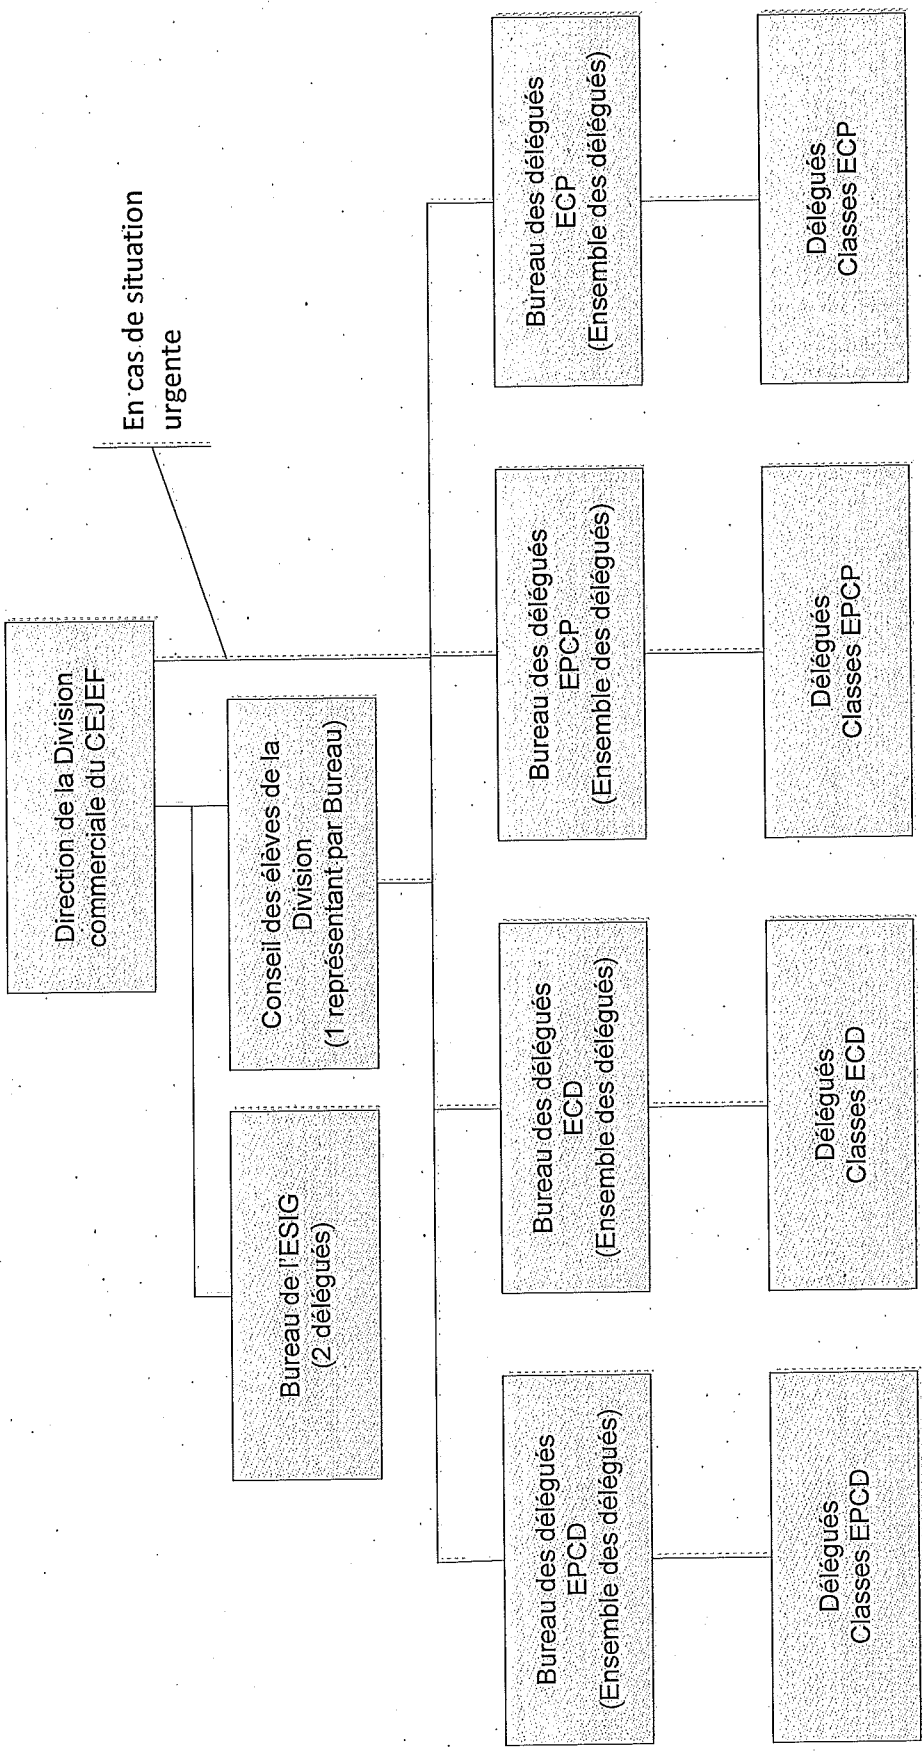 Direction de la Division
commerciale du CEJEF
En cas de situation
urgente
Bureau de l'ESIG
(2 délégués)
Conseil des élèves de la
Division
(1 représentant par Bureau)
Bureau des délégués
EPCD
(Ensemble des délégués)
Bureau des délégués
ECD
(Ensemble des délégués)
Bureau des délégués
EPCP
(Ensemble des délégués)
Bureau des délégués
ECP
(Ensemble des délégués)
Délégués
Classes EPCD
Délégués
Classes ECD
Délégués
Classes EPCP
Délégués
Classes ECP